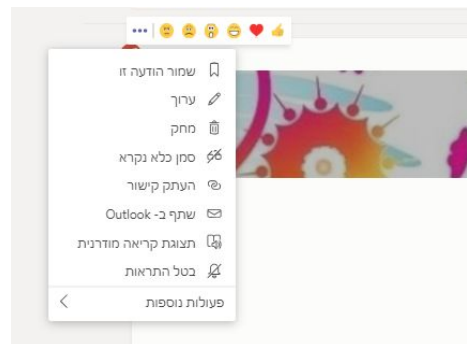 שמור הודעה זו
ערוך
מחק
סמן כלא נקרא
העתק קישור
שתף ב- Outlook
תצוגת קריאה מודרנית
בטל התראות
פעולות נוספות